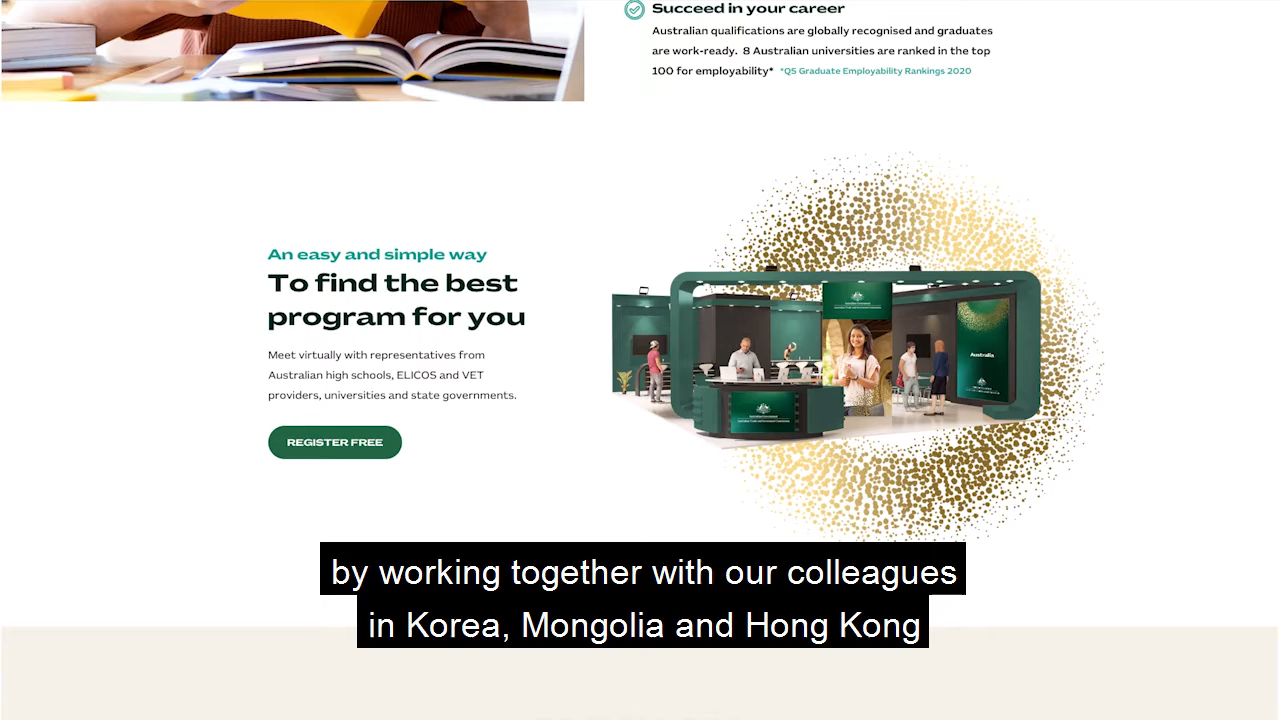 Succeed in your career
Australian qualifications are globally recognised and graduates
are work-ready. 8 Australian universities are ranked in the top
100 for employability* *QS Graduate Employability Rankings 2020
An easy and simple way
To find the best
program for you
Meet virtually with representatives from
Australian high schools, ELICOS and VET
providers, universities and state governments.
REGISTER FREE
Australia
by working together with our colleagues
in Korea, Mongolia and Hong Kong